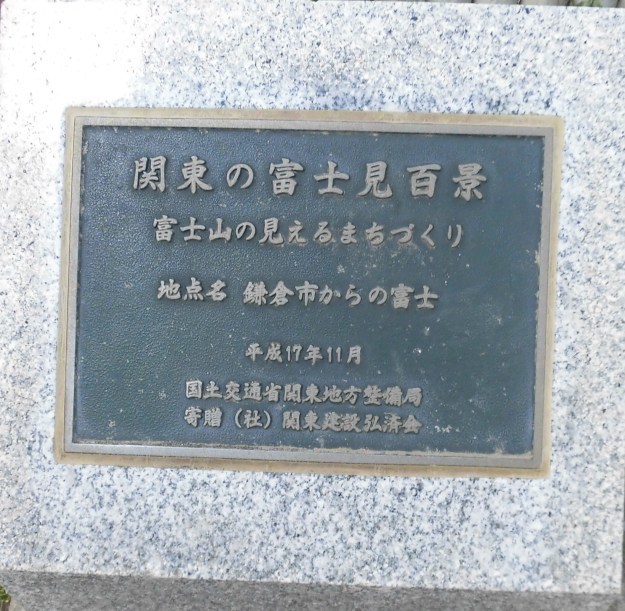 関東の富士見百景
富士山の見えるまちづくり
地点名 鎌倉市からの富士
平成17年11月
国土交通省関東地方整備局
寄贈（社）関東建設弘済会